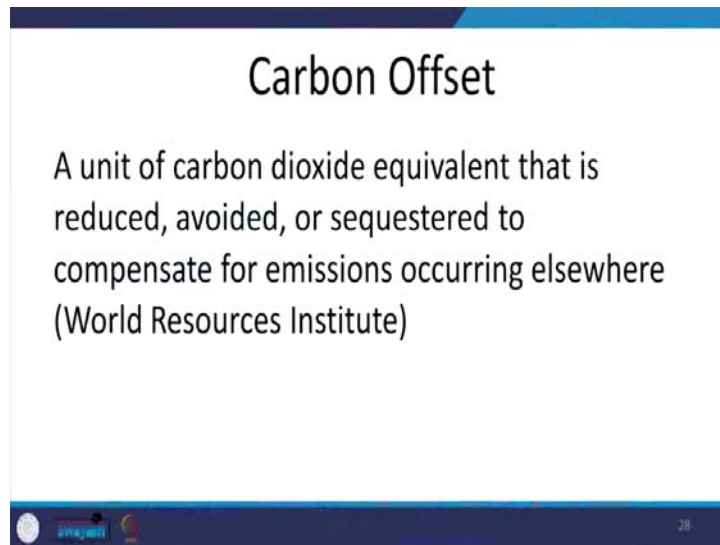 Carbon Offset
A unit of carbon dioxide equivalent that is
reduced, avoided, or sequestered to
compensate for emissions occurring elsewhere
(World Resources Institute)
28